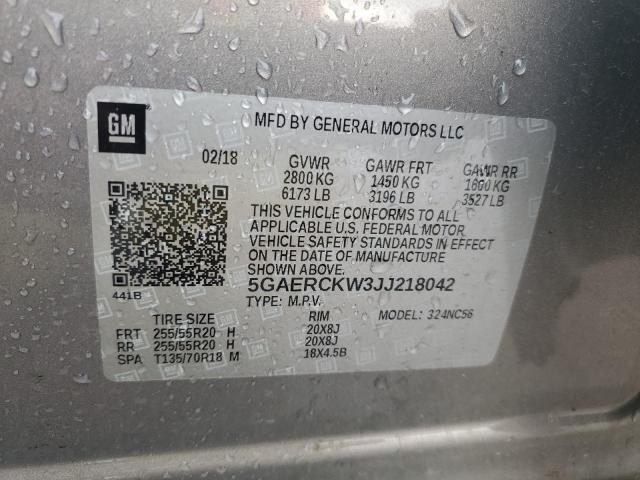 GM
MFD BY GENERAL MOTORS LLC
02/18 GVWR GAWR FRT GAWR RR
2800 KG 1450 KG 1600 KG
6173 LB 3196 LB 3527 LB
THIS VEHICLE CONFORMS TO ALL
APPLICABLE U.S. FEDERAL MOTOR
VEHICLE SAFETY STANDARDS IN EFFECT
ON THE DATE OF MANUFACTURE
SHOWN ABOVE.
441B
5GAERCKW3JJ218042
TYPE: M.P.V. MODEL: 324NC56
TIRE SIZE RIM
FRT 255/55R20 H 20X8J
RR 255/55R20 H 20X8J
SPA T135/70R18 M 18X4.5B